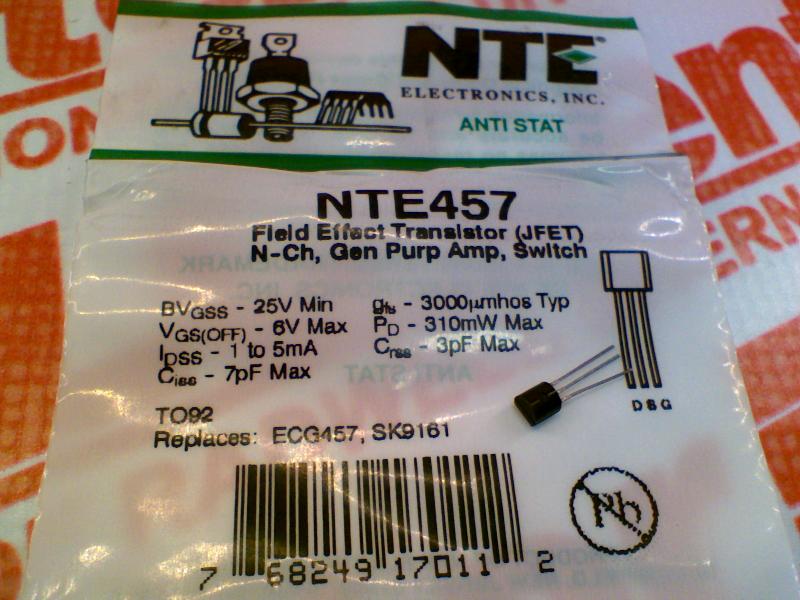 NTE®
ELECTRONICS, INC.
ANTI STAT
NTE457
Field Effect Transistor (JFET)
N-Ch, Gen Purp Amp, Switch
BVGSS - 25V Min
VGS(OFF) - 6V Max
IDSS - 1 to 5mA
Ciss - 7pF Max
gfs - 3000µmhos Typ
PD - 310mW Max
Crss - 3pF Max
D S G
TO92
Replaces: ECG457, SK9161
Pb
7 68249 17011 2